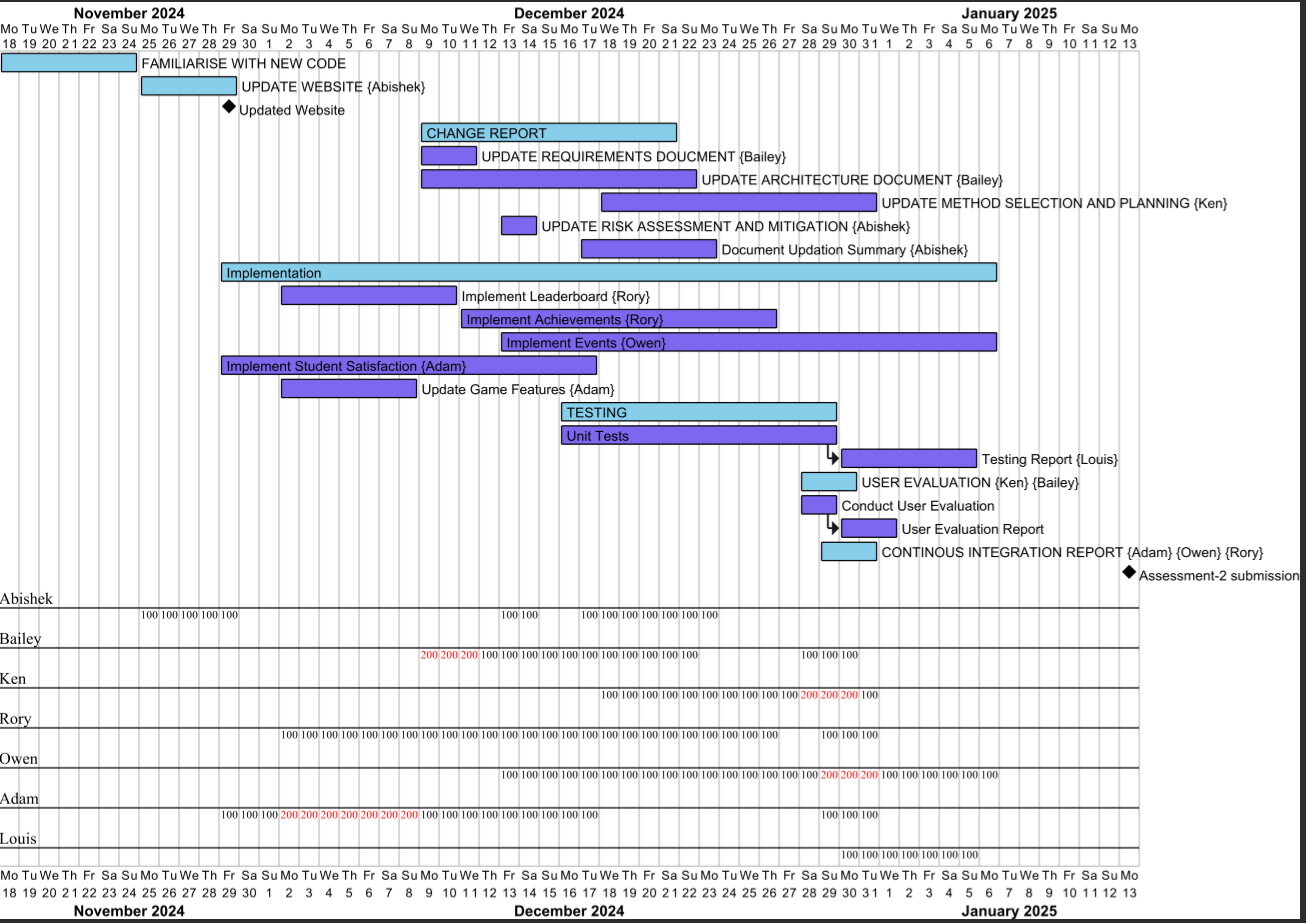 November 2024 December 2024 January 2025
Mo Tu We Th Fr Sa Su Mo Tu We Th Fr Sa Su Mo Tu We Th Fr Sa Su Mo Tu We Th Fr Sa Su Mo Tu We Th Fr Sa Su Mo Tu We Th Fr Sa Su Mo Tu We Th Fr Sa Su Mo Tu We Th Fr Sa Su Mo
18 19 20 21 22 23 24 25 26 27 28 29 30 1 2 3 4 5 6 7 8 9 10 11 12 13 14 15 16 17 18 19 20 21 22 23 24 25 26 27 28 29 30 31 1 2 3 4 5 6 7 8 9 10 11 12 13
FAMILIARISE WITH NEW CODE
UPDATE WEBSITE {Abishek}
Updated Website
CHANGE REPORT
UPDATE REQUIREMENTS DOUCMENT {Bailey}
UPDATE ARCHITECTURE DOCUMENT {Bailey}
UPDATE METHOD SELECTION AND PLANNING {Ken}
UPDATE RISK ASSESSMENT AND MITIGATION {Abishek}
Document Updation Summary {Abishek}
Implementation
Implement Leaderboard {Rory}
Implement Achievements {Rory}
Implement Events {Owen}
Implement Student Satisfaction {Adam}
Update Game Features {Adam}
TESTING
Unit Tests
Testing Report {Louis}
USER EVALUATION {Ken} {Bailey}
Conduct User Evaluation
User Evaluation Report
CONTINOUS INTEGRATION REPORT {Adam} {Owen} {Rory}
Assessment-2 submission
Abishek
100 100 100 100 100 100 100 100 100 100 100 100 100 100
Bailey
200 200 200 100 100 100 100 100 100 100 100 100 100 100 100 100 100
Ken
100 100 100 100 100 100 100 100 100 100 200 200 200 100
Rory
100 100 100 100 100 100 100 100 100 100 100 100 100 100 100 100 100 100 100 100 100 100 100 100 100 100 100 100
Owen
100 100 100 100 100 100 100 100 100 100 100 100 100 100 100 100 200 200 200 100 100 100 100 100 100
Adam
100 100 100 200 200 200 200 200 200 200 100 100 100 100 100 100 100 100 100 100 100 100
Louis
100 100 100 100 100 100 100
Mo Tu We Th Fr Sa Su Mo Tu We Th Fr Sa Su Mo Tu We Th Fr Sa Su Mo Tu We Th Fr Sa Su Mo Tu We Th Fr Sa Su Mo Tu We Th Fr Sa Su Mo Tu We Th Fr Sa Su Mo Tu We Th Fr Sa Su Mo
18 19 20 21 22 23 24 25 26 27 28 29 30 1 2 3 4 5 6 7 8 9 10 11 12 13 14 15 16 17 18 19 20 21 22 23 24 25 26 27 28 29 30 31 1 2 3 4 5 6 7 8 9 10 11 12 13
November 2024 December 2024 January 2025